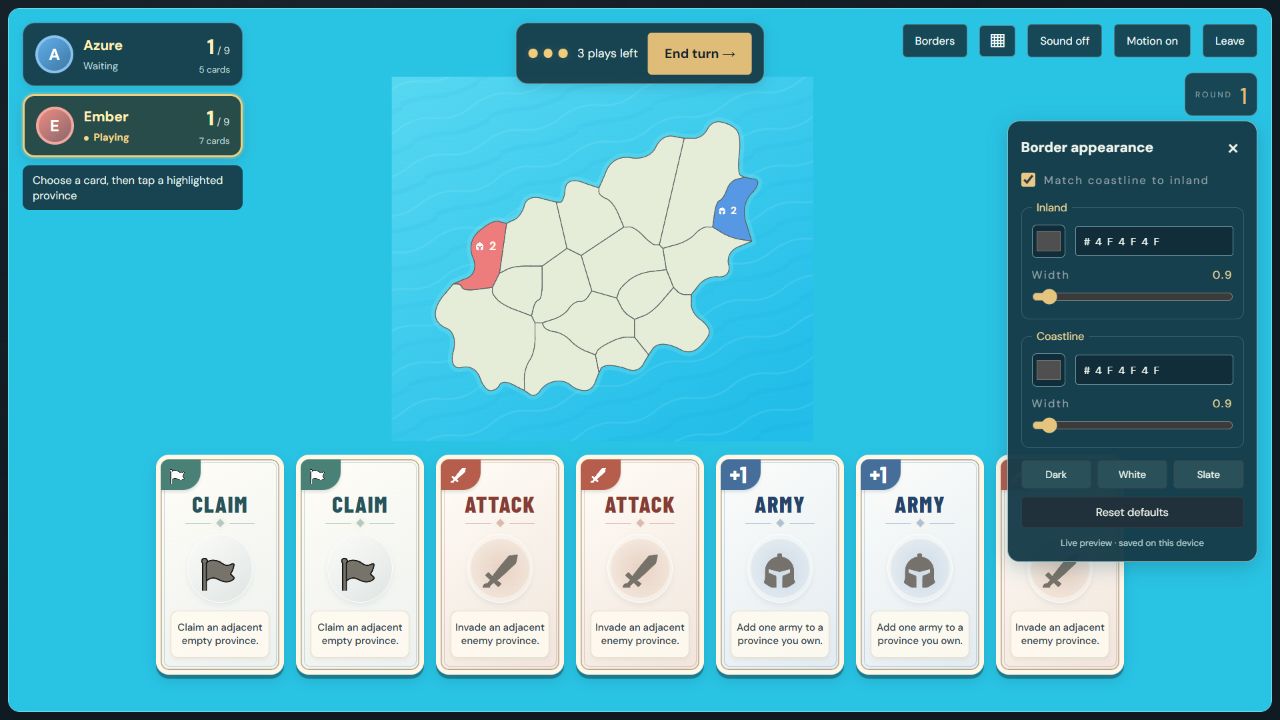 A
Azure
Waiting
1 / 9
5 cards
E
Ember
Playing
1 / 9
7 cards
Choose a card, then tap a highlighted
province
3 plays left
End turn →
Borders
Sound off
Motion on
Leave
ROUND 1
2
2
Border appearance
×
Match coastline to inland
Inland
#4F4F4F
Width
0.9
Coastline
#4F4F4F
Width
0.9
Dark
White
Slate
Reset defaults
Live preview · saved on this device
CLAIM
Claim an adjacent
empty province.
CLAIM
Claim an adjacent
empty province.
ATTACK
Invade an adjacent
enemy province.
ATTACK
Invade an adjacent
enemy province.
+1
ARMY
Add one army to a
province you own.
+1
ARMY
Add one army to a
province you own.
Invade an adjacent
enemy province.